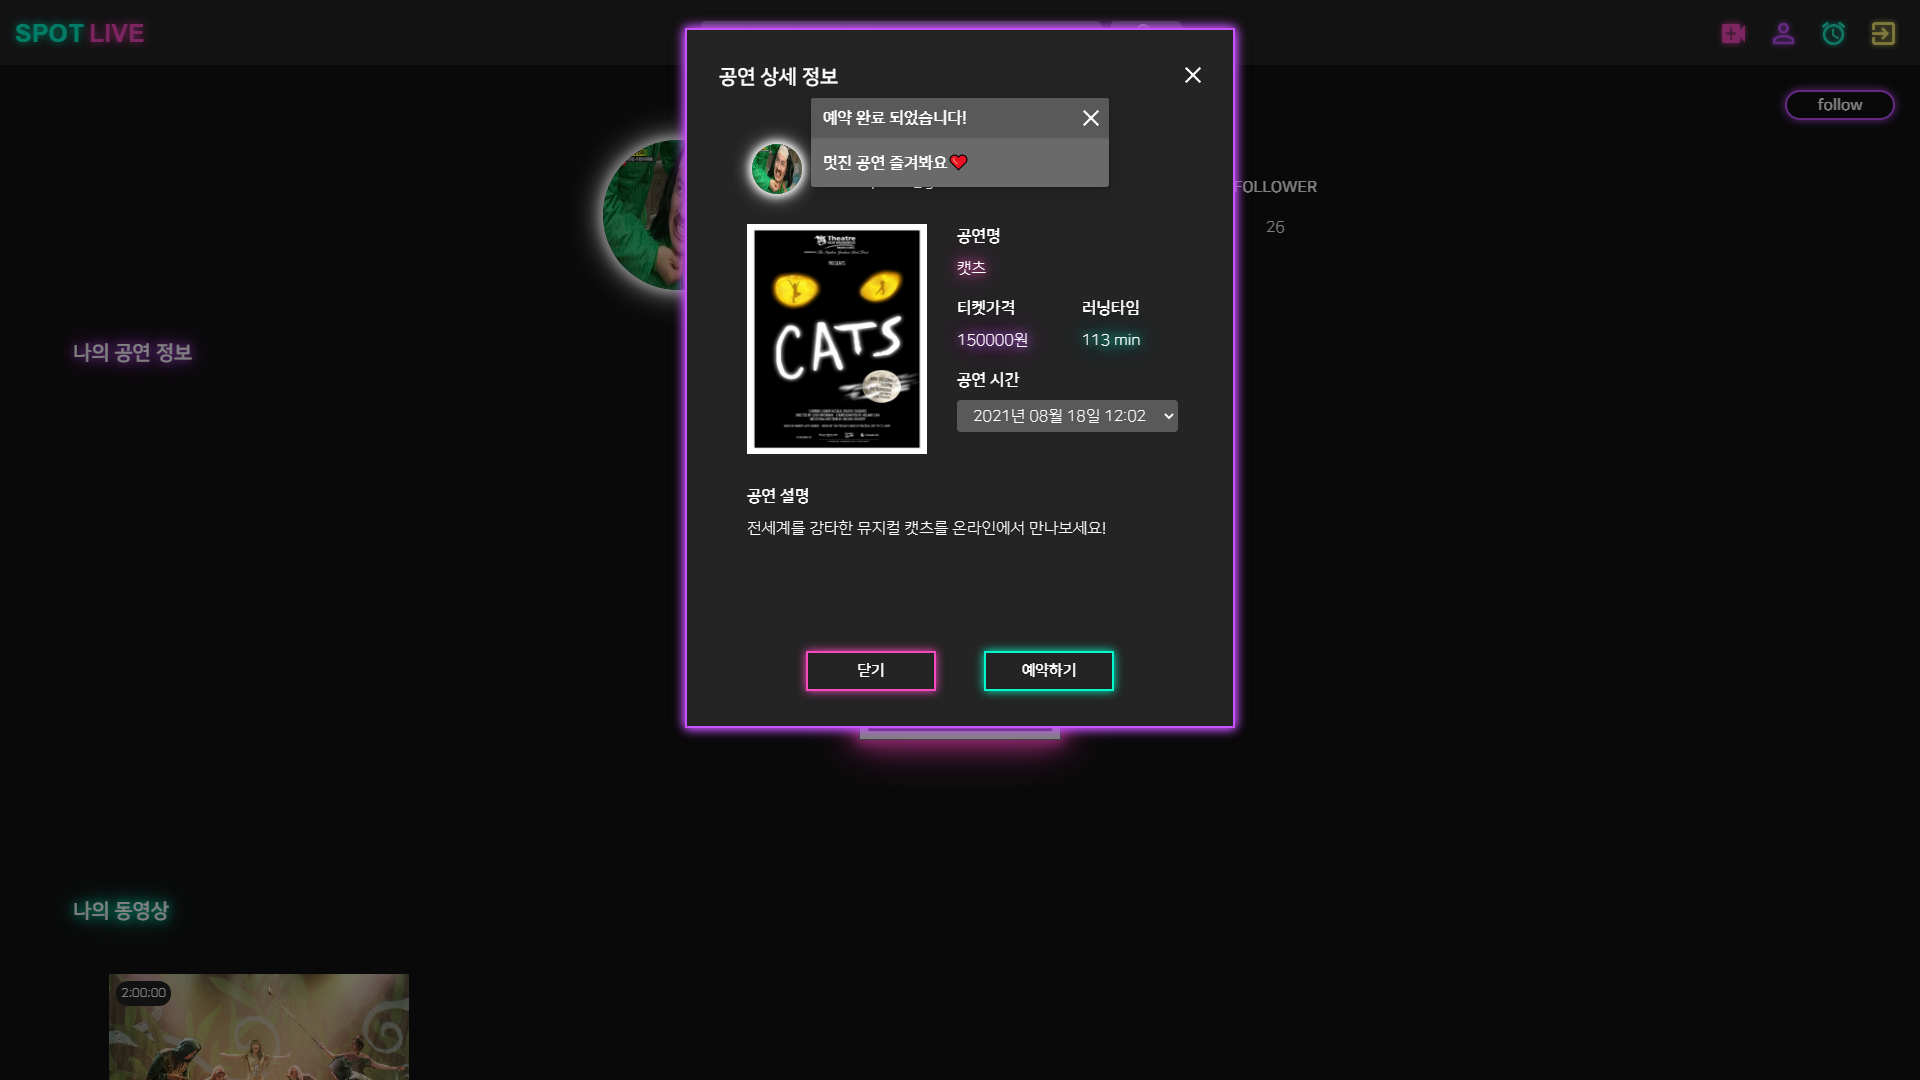 SPOT LIVE
공연 상세 정보
예약 완료 되었습니다!
멋진 공연 즐겨봐요❤️
follow
FOLLOWER
26
나의 공연 정보
Theatre
PRESENTS
CATS
공연명
캣츠
티켓가격
러닝타임
150000원
113 min
공연 시간
2021년 08월 18일 12:02
공연 설명
전세계를 강타한 뮤지컬 캣츠를 온라인에서 만나보세요!
닫기
예약하기
나의 동영상
2:00:00